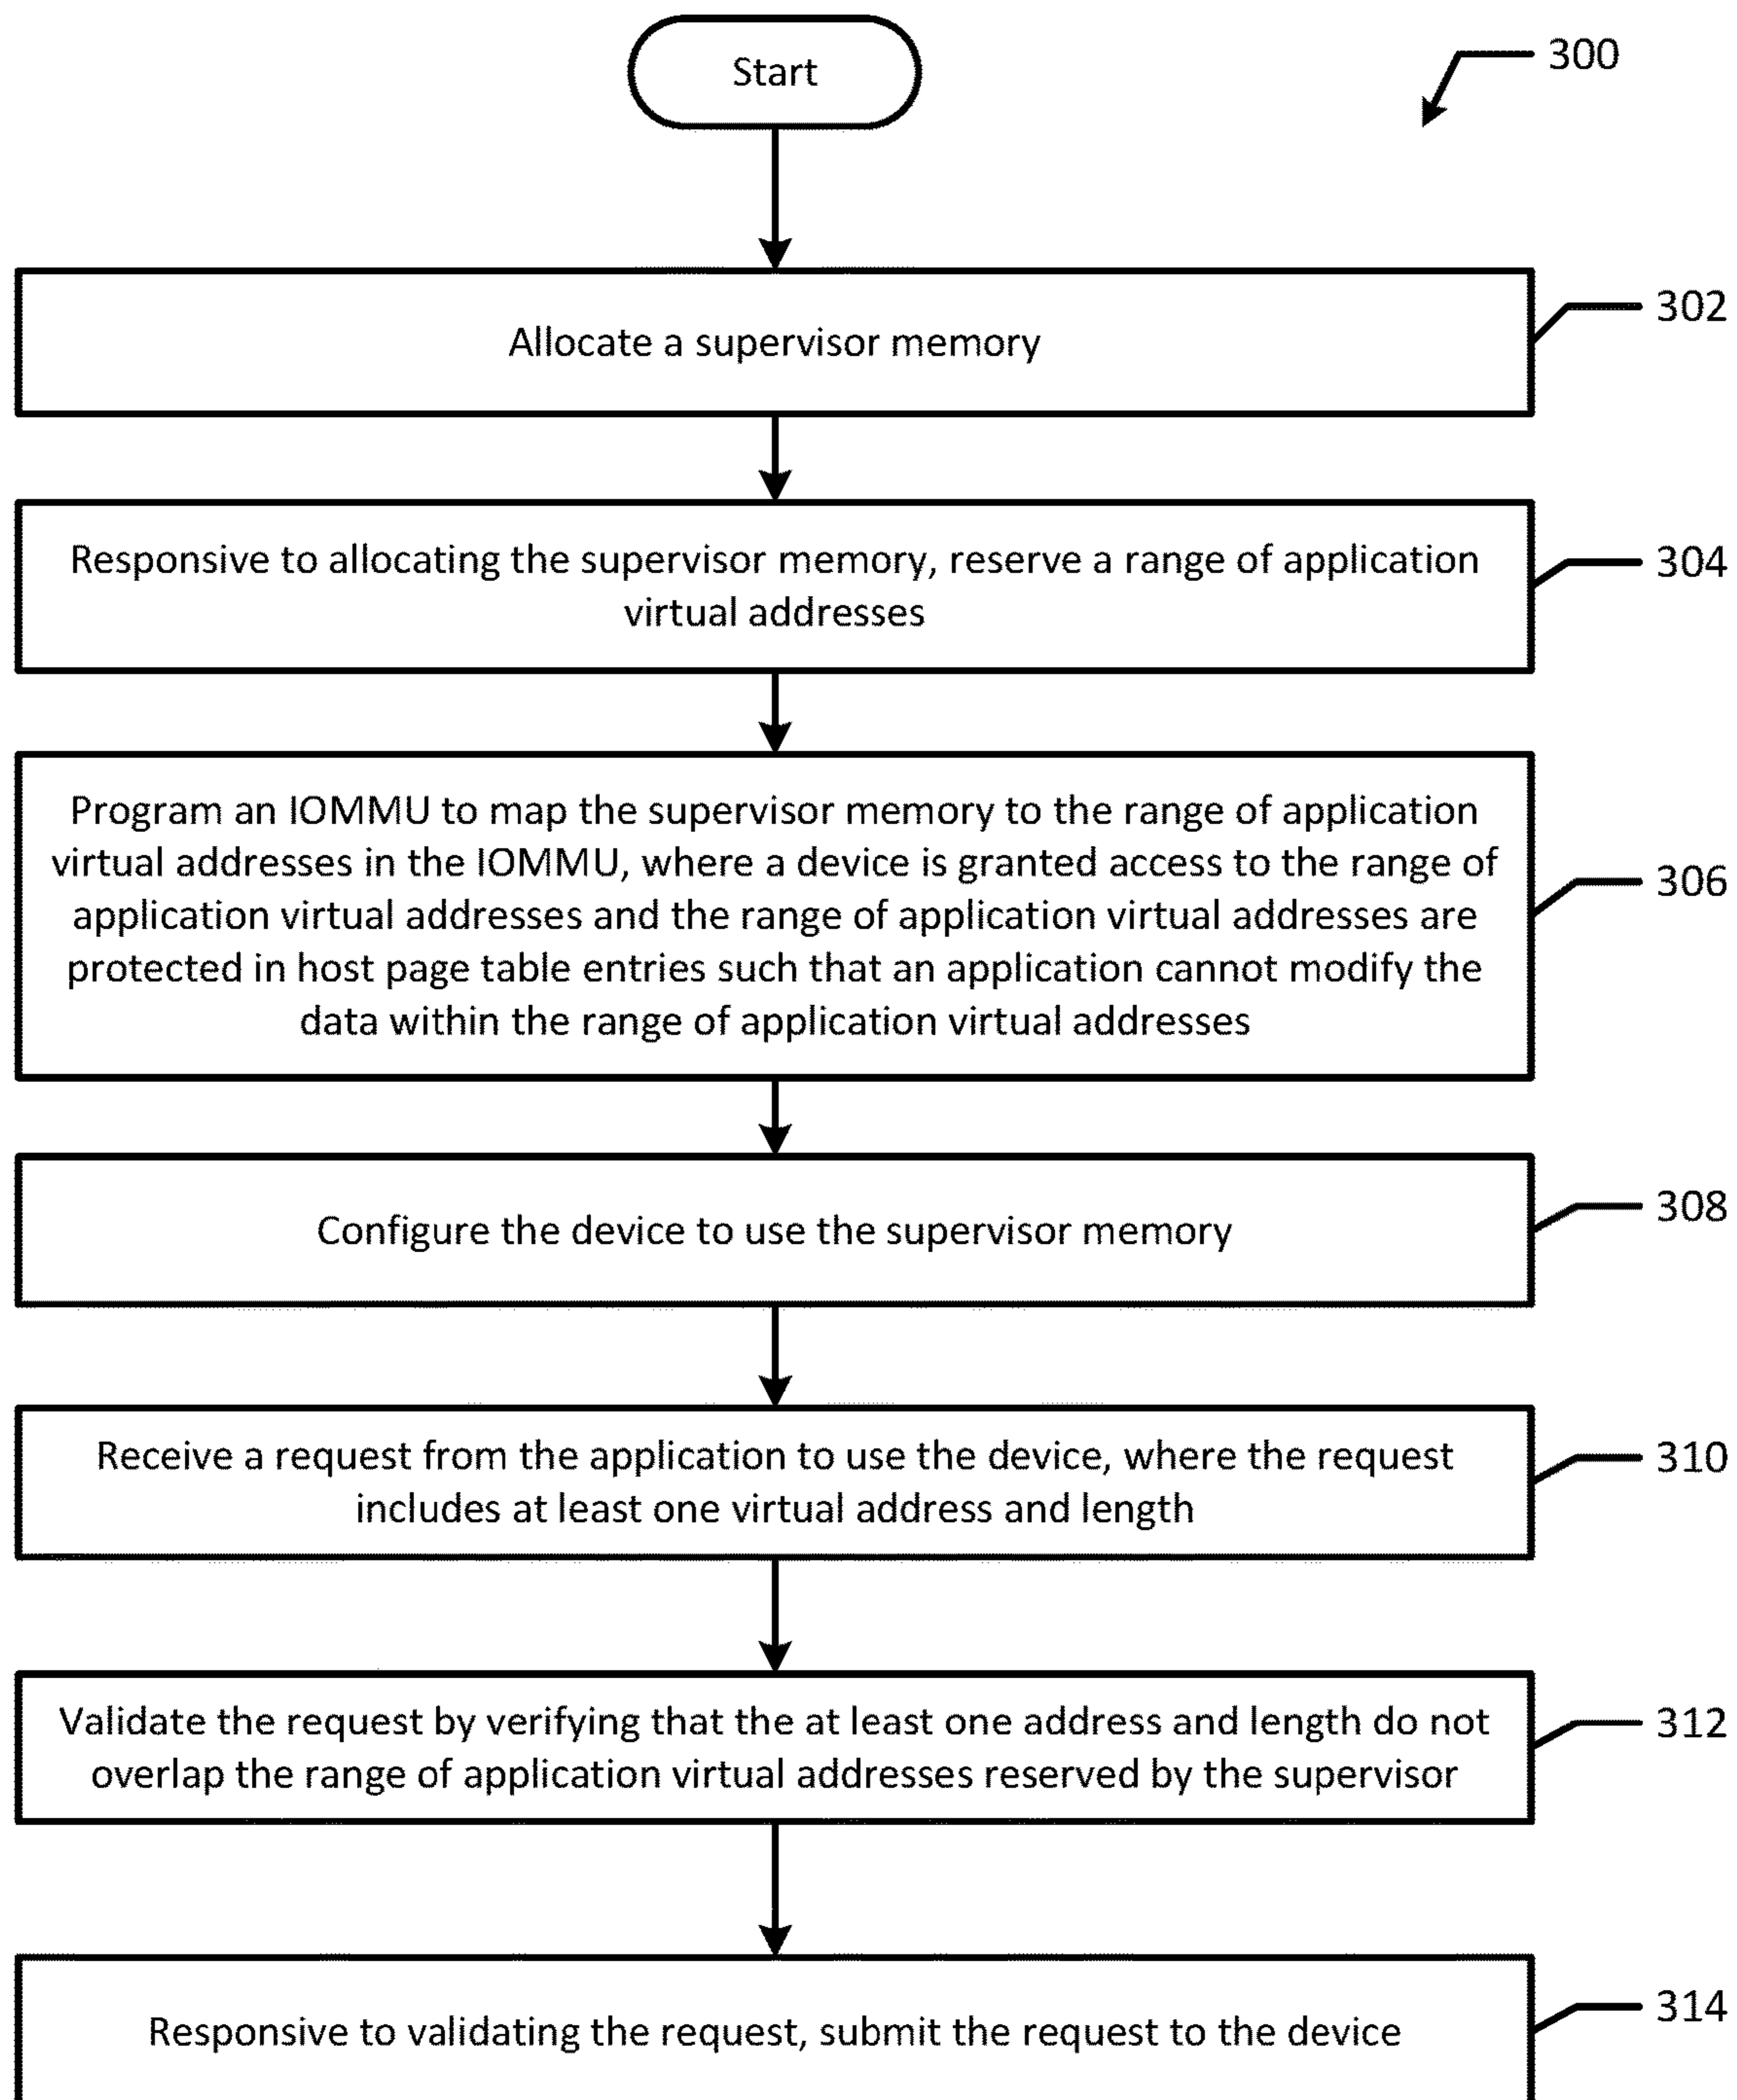 Start
300
Allocate a supervisor memory
302
Responsive to allocating the supervisor memory, reserve a range of application
virtual addresses
304
Program an IOMMU to map the supervisor memory to the range of application
virtual addresses in the IOMMU, where a device is granted access to the range of
application virtual addresses and the range of application virtual addresses are
protected in host page table entries such that an application cannot modify the
data within the range of application virtual addresses
306
Configure the device to use the supervisor memory
308
Receive a request from the application to use the device, where the request
includes at least one virtual address and length
310
Validate the request by verifying that the at least one address and length do not
overlap the range of application virtual addresses reserved by the supervisor
312
Responsive to validating the request, submit the request to the device
314